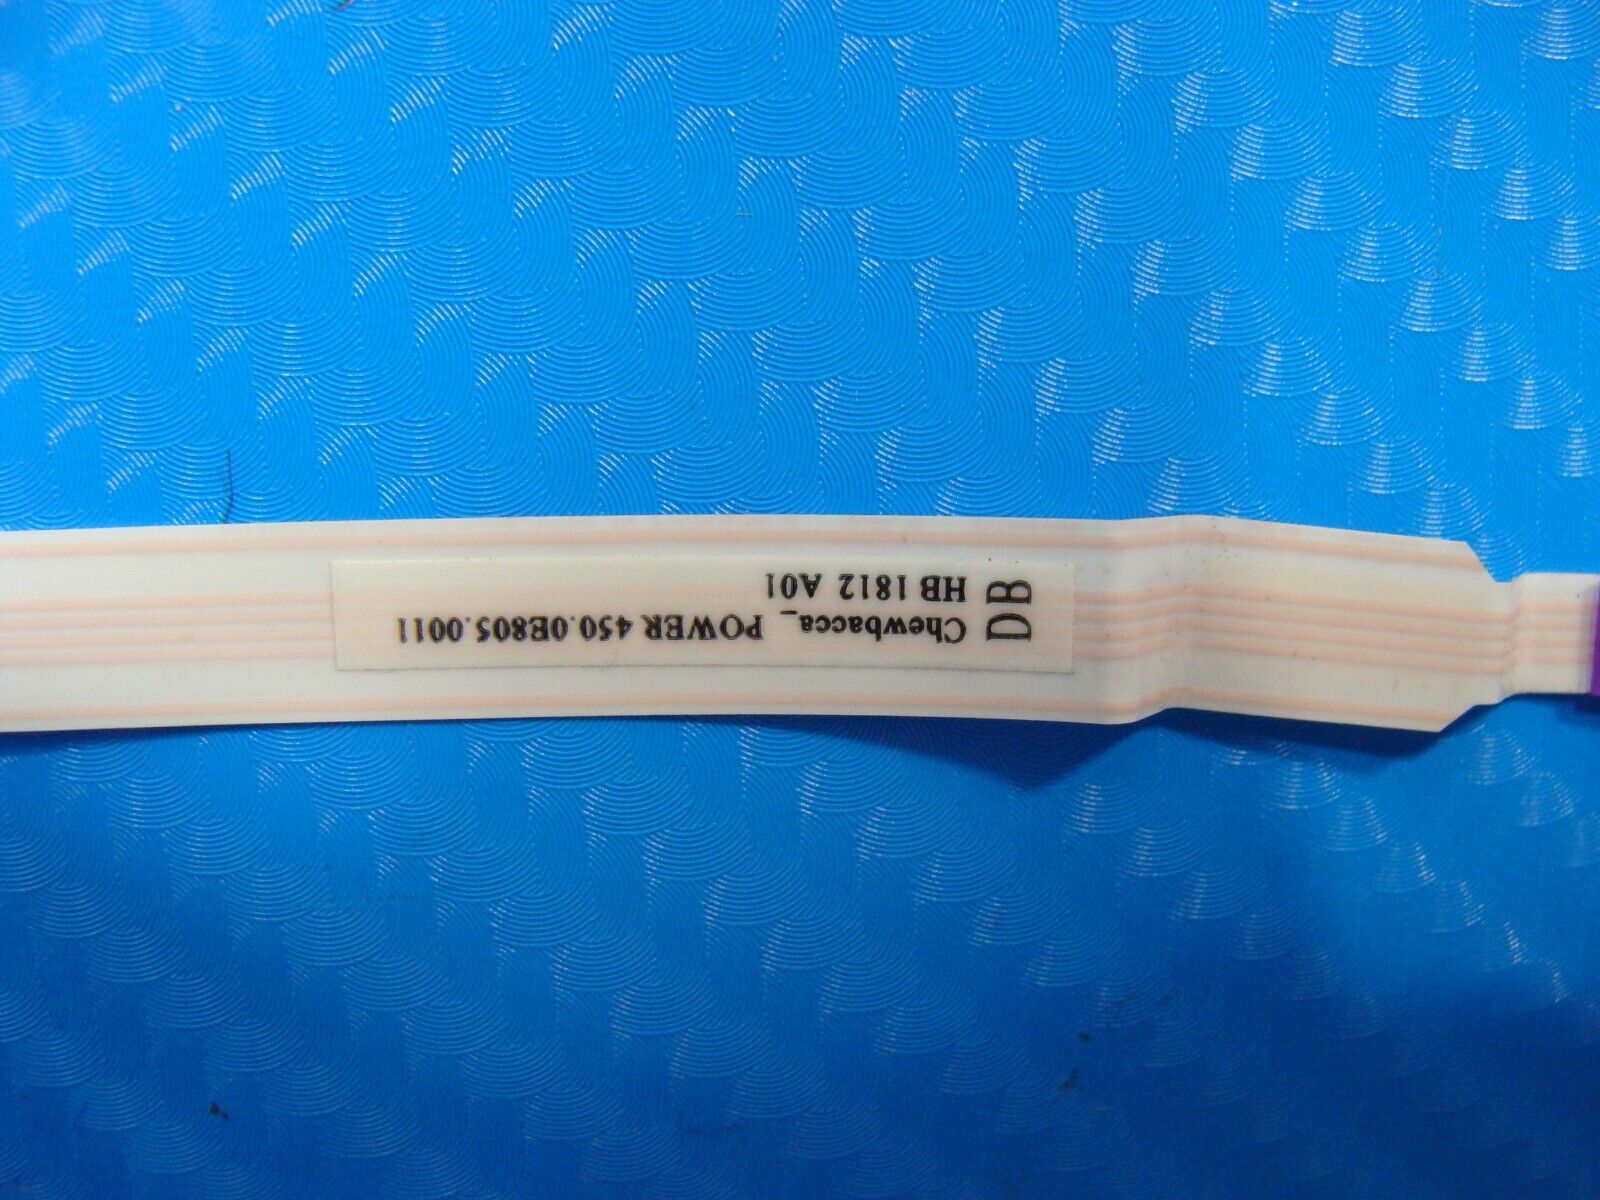 DB
Chewbacca_ POWER 450.0E805.0011
HB 1812 A01